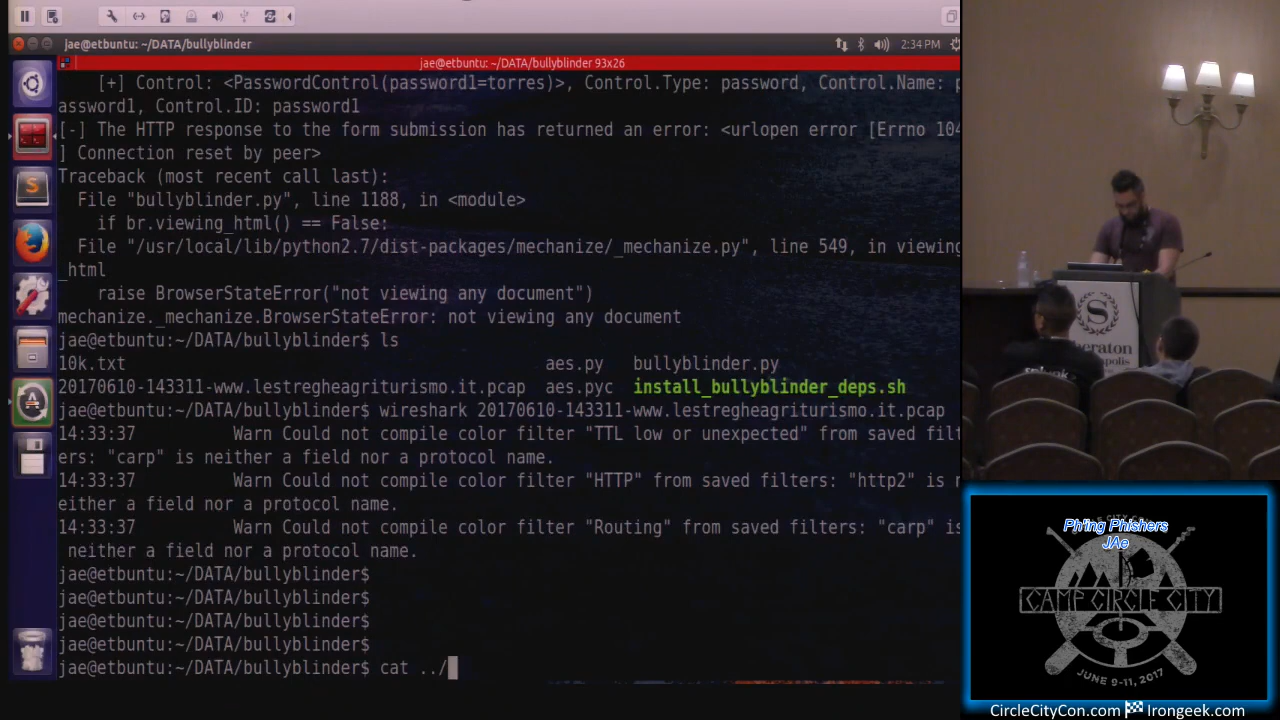 jae@etbuntu: ~/DATA/bullyblinder
2:34 PM
jae@etbuntu: ~/DATA/bullyblinder 93x26
[+] Control: <PasswordControl(password1=torres)>, Control.Type: password, Control.Name: p
assword1, Control.ID: password1
[-] The HTTP response to the form submission has returned an error: <urlopen error [Errno 104
] Connection reset by peer>
Traceback (most recent call last):
File "bullyblinder.py", line 1188, in <module>
if br.viewing_html() == False:
File "/usr/local/lib/python2.7/dist-packages/mechanize/_mechanize.py", line 549, in viewing
_html
raise BrowserStateError("not viewing any document")
mechanize._mechanize.BrowserStateError: not viewing any document
jae@etbuntu:~/DATA/bullyblinder$ ls
10k.txt aes.py bullyblinder.py
20170610-143311-www.lestregheagriturismo.it.pcap aes.pyc install_bullyblinder_deps.sh
jae@etbuntu:~/DATA/bullyblinder$ wireshark 20170610-143311-www.lestregheagriturismo.it.pcap
14:33:37 Warn Could not compile color filter "TTL low or unexpected" from saved filt
ers: "carp" is neither a field nor a protocol name.
14:33:37 Warn Could not compile color filter "HTTP" from saved filters: "http2" is n
either a field nor a protocol name.
14:33:37 Warn Could not compile color filter "Routing" from saved filters: "carp" is
neither a field nor a protocol name.
jae@etbuntu:~/DATA/bullyblinder$
jae@etbuntu:~/DATA/bullyblinder$
jae@etbuntu:~/DATA/bullyblinder$
jae@etbuntu:~/DATA/bullyblinder$
jae@etbuntu:~/DATA/bullyblinder$ cat ../
S
Sheraton
Ph'ing Phishers
JAe
CAMP CIRCLE CITY
JUNE 9-11, 2017
CircleCityCon.com Irongeek.com